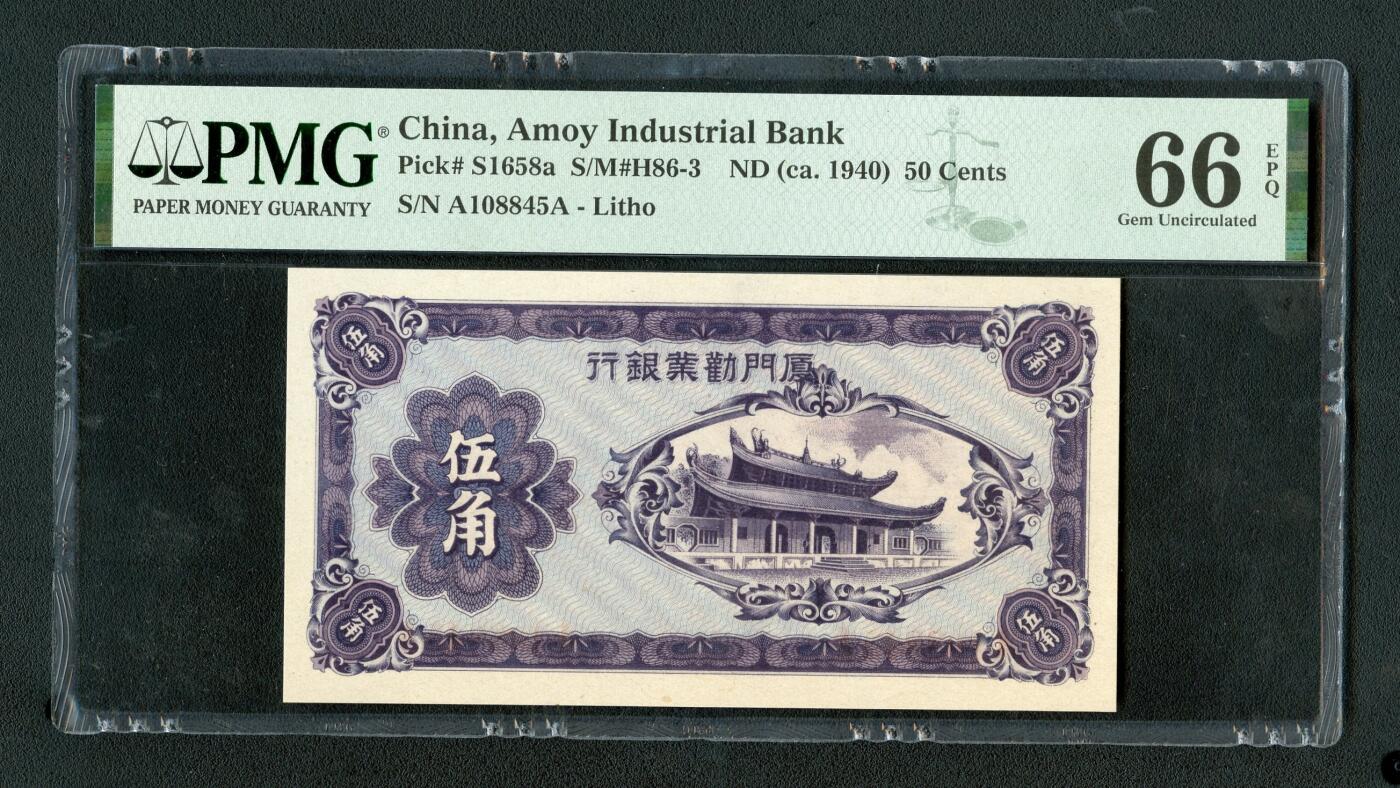 PMG®
PAPER MONEY GUARANTY
China, Amoy Industrial Bank
Pick# S1658a S/M#H86-3 ND (ca. 1940) 50 Cents
S/N A108845A - Litho
66
EPQ
Gem Uncirculated
伍角
伍角
行銀業勸門厦
伍角
伍角
伍角